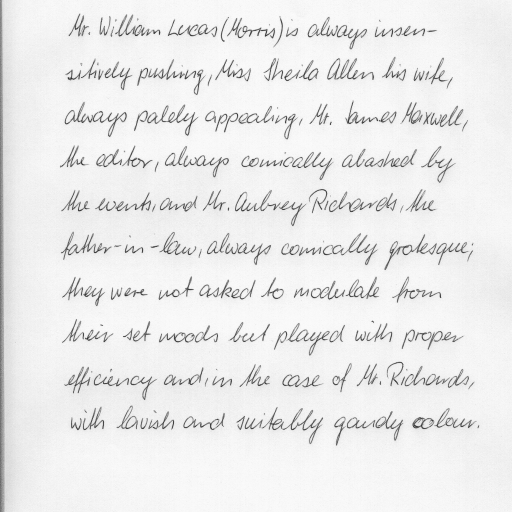 Mr. William Lucas (Morris) is always insen-
sitively pushing, Miss Sheila Allen his wife,
always palely appealing, Mr. James Maxwell,
the editor, always comically abashed by
the events, and Mr. Aubrey Richards, the
father-in-law, always comically grotesque;
they were not asked to modulate from
their set moods but played with proper
efficiency and, in the case of Mr. Richards,
with lavish and suitably gaudy colour.